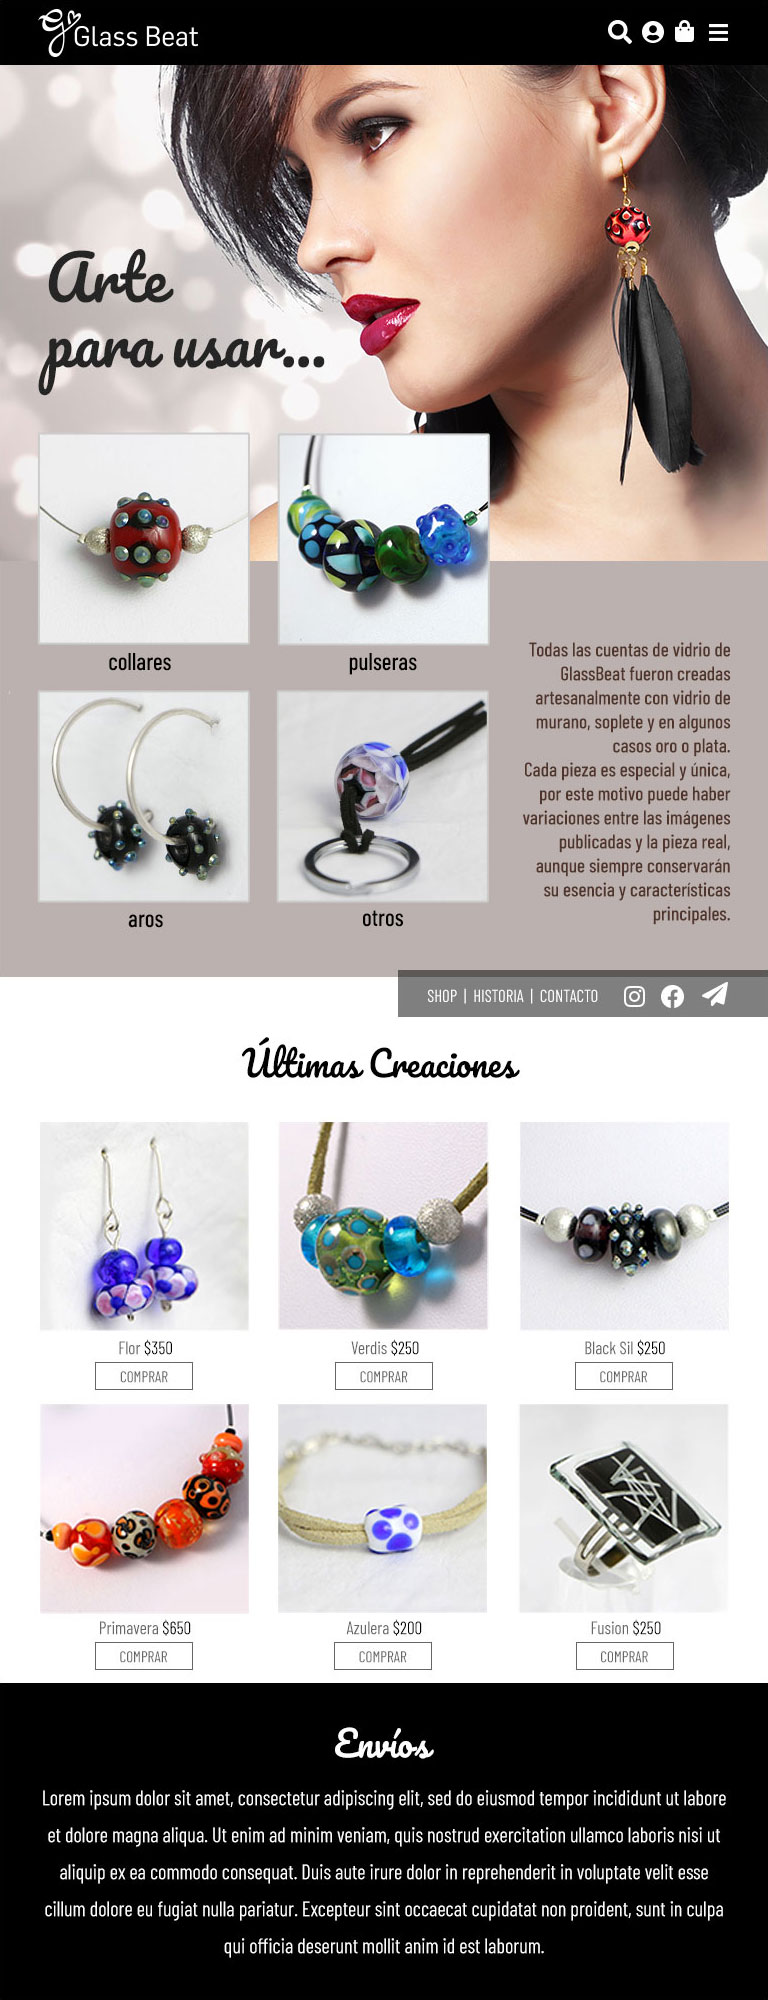 Glass Beat
Arte
para usar...
collares
pulseras
aros
otros
Todas las cuentas de vidrio de
GlassBeat fueron creadas
artesanalmente con vidrio de
murano, soplete y en algunos
casos oro o plata.
Cada pieza es especial y única,
por este motivo puede haber
variaciones entre las imágenes
publicadas y la pieza real,
aunque siempre conservarán
su esencia y características
principales.
SHOP | HISTORIA | CONTACTO
Últimas Creaciones
Flor $350
Verdis $250
Black Sil $250
COMPRAR
COMPRAR
COMPRAR
Primavera $650
Azulera $200
Fusion $250
COMPRAR
COMPRAR
COMPRAR
Envíos
Lorem ipsum dolor sit amet, consectetur adipiscing elit, sed do eiusmod tempor incididunt ut labore
et dolore magna aliqua. Ut enim ad minim veniam, quis nostrud exercitation ullamco laboris nisi ut
aliquip ex ea commodo consequat. Duis aute irure dolor in reprehenderit in voluptate velit esse
cillum dolore eu fugiat nulla pariatur. Excepteur sint occaecat cupidatat non proident, sunt in culpa
qui officia deserunt mollit anim id est laborum.